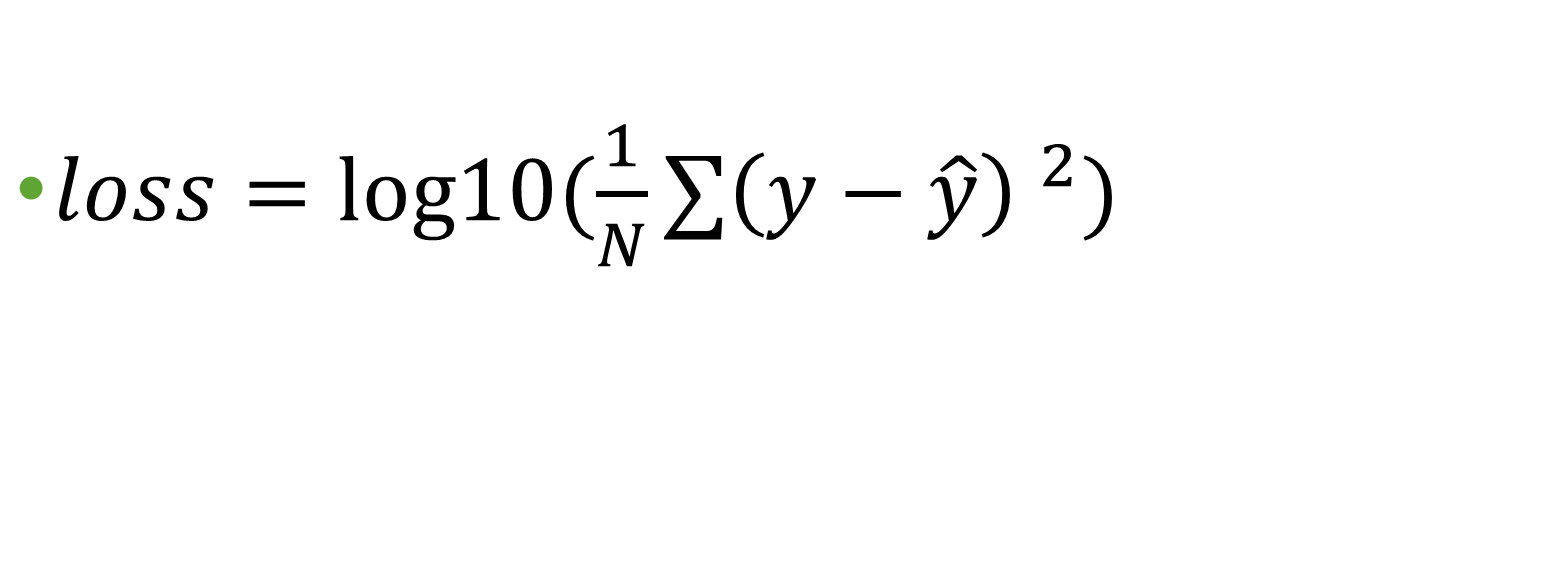 •loss = log10(1/N ∑(y − ŷ) ²)